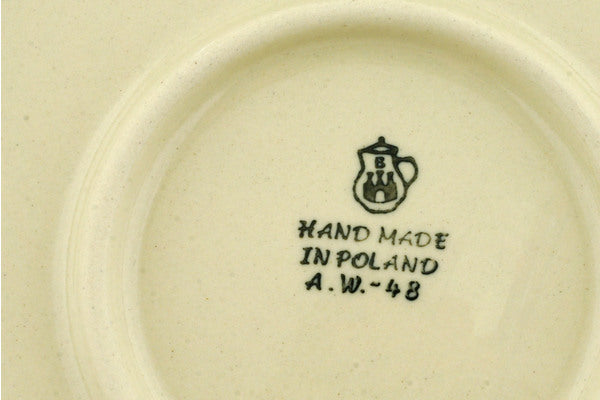 B
HAND MADE
IN POLAND
A.W.-48